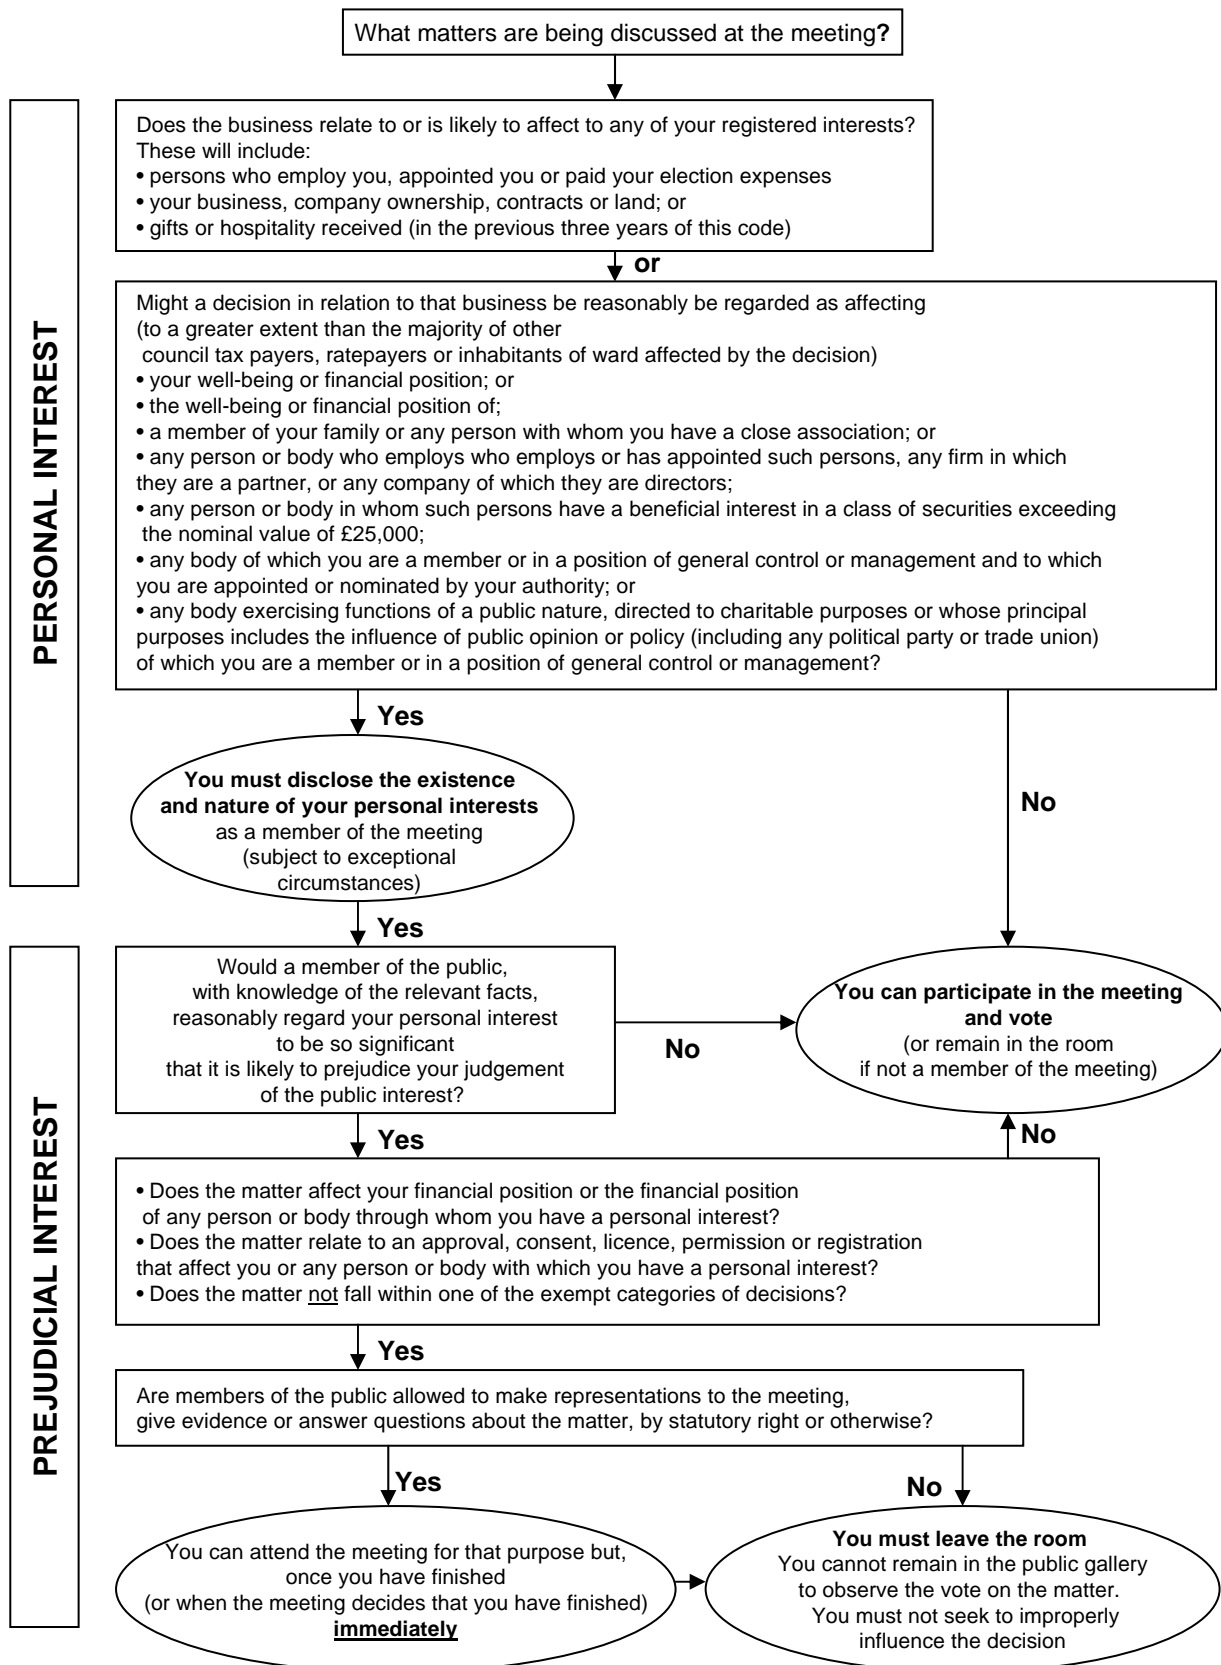 What matters are being discussed at the meeting?
PERSONAL INTEREST
Does the business relate to or is likely to affect to any of your registered interests?
These will include:
• persons who employ you, appointed you or paid your election expenses
• your business, company ownership, contracts or land; or
• gifts or hospitality received (in the previous three years of this code)
or
Might a decision in relation to that business be reasonably be regarded as affecting
(to a greater extent than the majority of other
council tax payers, ratepayers or inhabitants of ward affected by the decision)
• your well-being or financial position; or
• the well-being or financial position of;
• a member of your family or any person with whom you have a close association; or
• any person or body who employs who employs or has appointed such persons, any firm in which
they are a partner, or any company of which they are directors;
• any person or body in whom such persons have a beneficial interest in a class of securities exceeding
the nominal value of £25,000;
• any body of which you are a member or in a position of general control or management and to which
you are appointed or nominated by your authority; or
• any body exercising functions of a public nature, directed to charitable purposes or whose principal
purposes includes the influence of public opinion or policy (including any political party or trade union)
of which you are a member or in a position of general control or management?
Yes
You must disclose the existence
and nature of your personal interests
as a member of the meeting
(subject to exceptional
circumstances)
No
Yes
PREJUDICIAL INTEREST
Would a member of the public,
with knowledge of the relevant facts,
reasonably regard your personal interest
to be so significant
that it is likely to prejudice your judgement
of the public interest?
No
You can participate in the meeting
and vote
(or remain in the room
if not a member of the meeting)
Yes
No
• Does the matter affect your financial position or the financial position
of any person or body through whom you have a personal interest?
• Does the matter relate to an approval, consent, licence, permission or registration
that affect you or any person or body with which you have a personal interest?
• Does the matter not fall within one of the exempt categories of decisions?
Yes
Are members of the public allowed to make representations to the meeting,
give evidence or answer questions about the matter, by statutory right or otherwise?
Yes
No
You can attend the meeting for that purpose but,
once you have finished
(or when the meeting decides that you have finished)
immediately
You must leave the room
You cannot remain in the public gallery
to observe the vote on the matter.
You must not seek to improperly
influence the decision